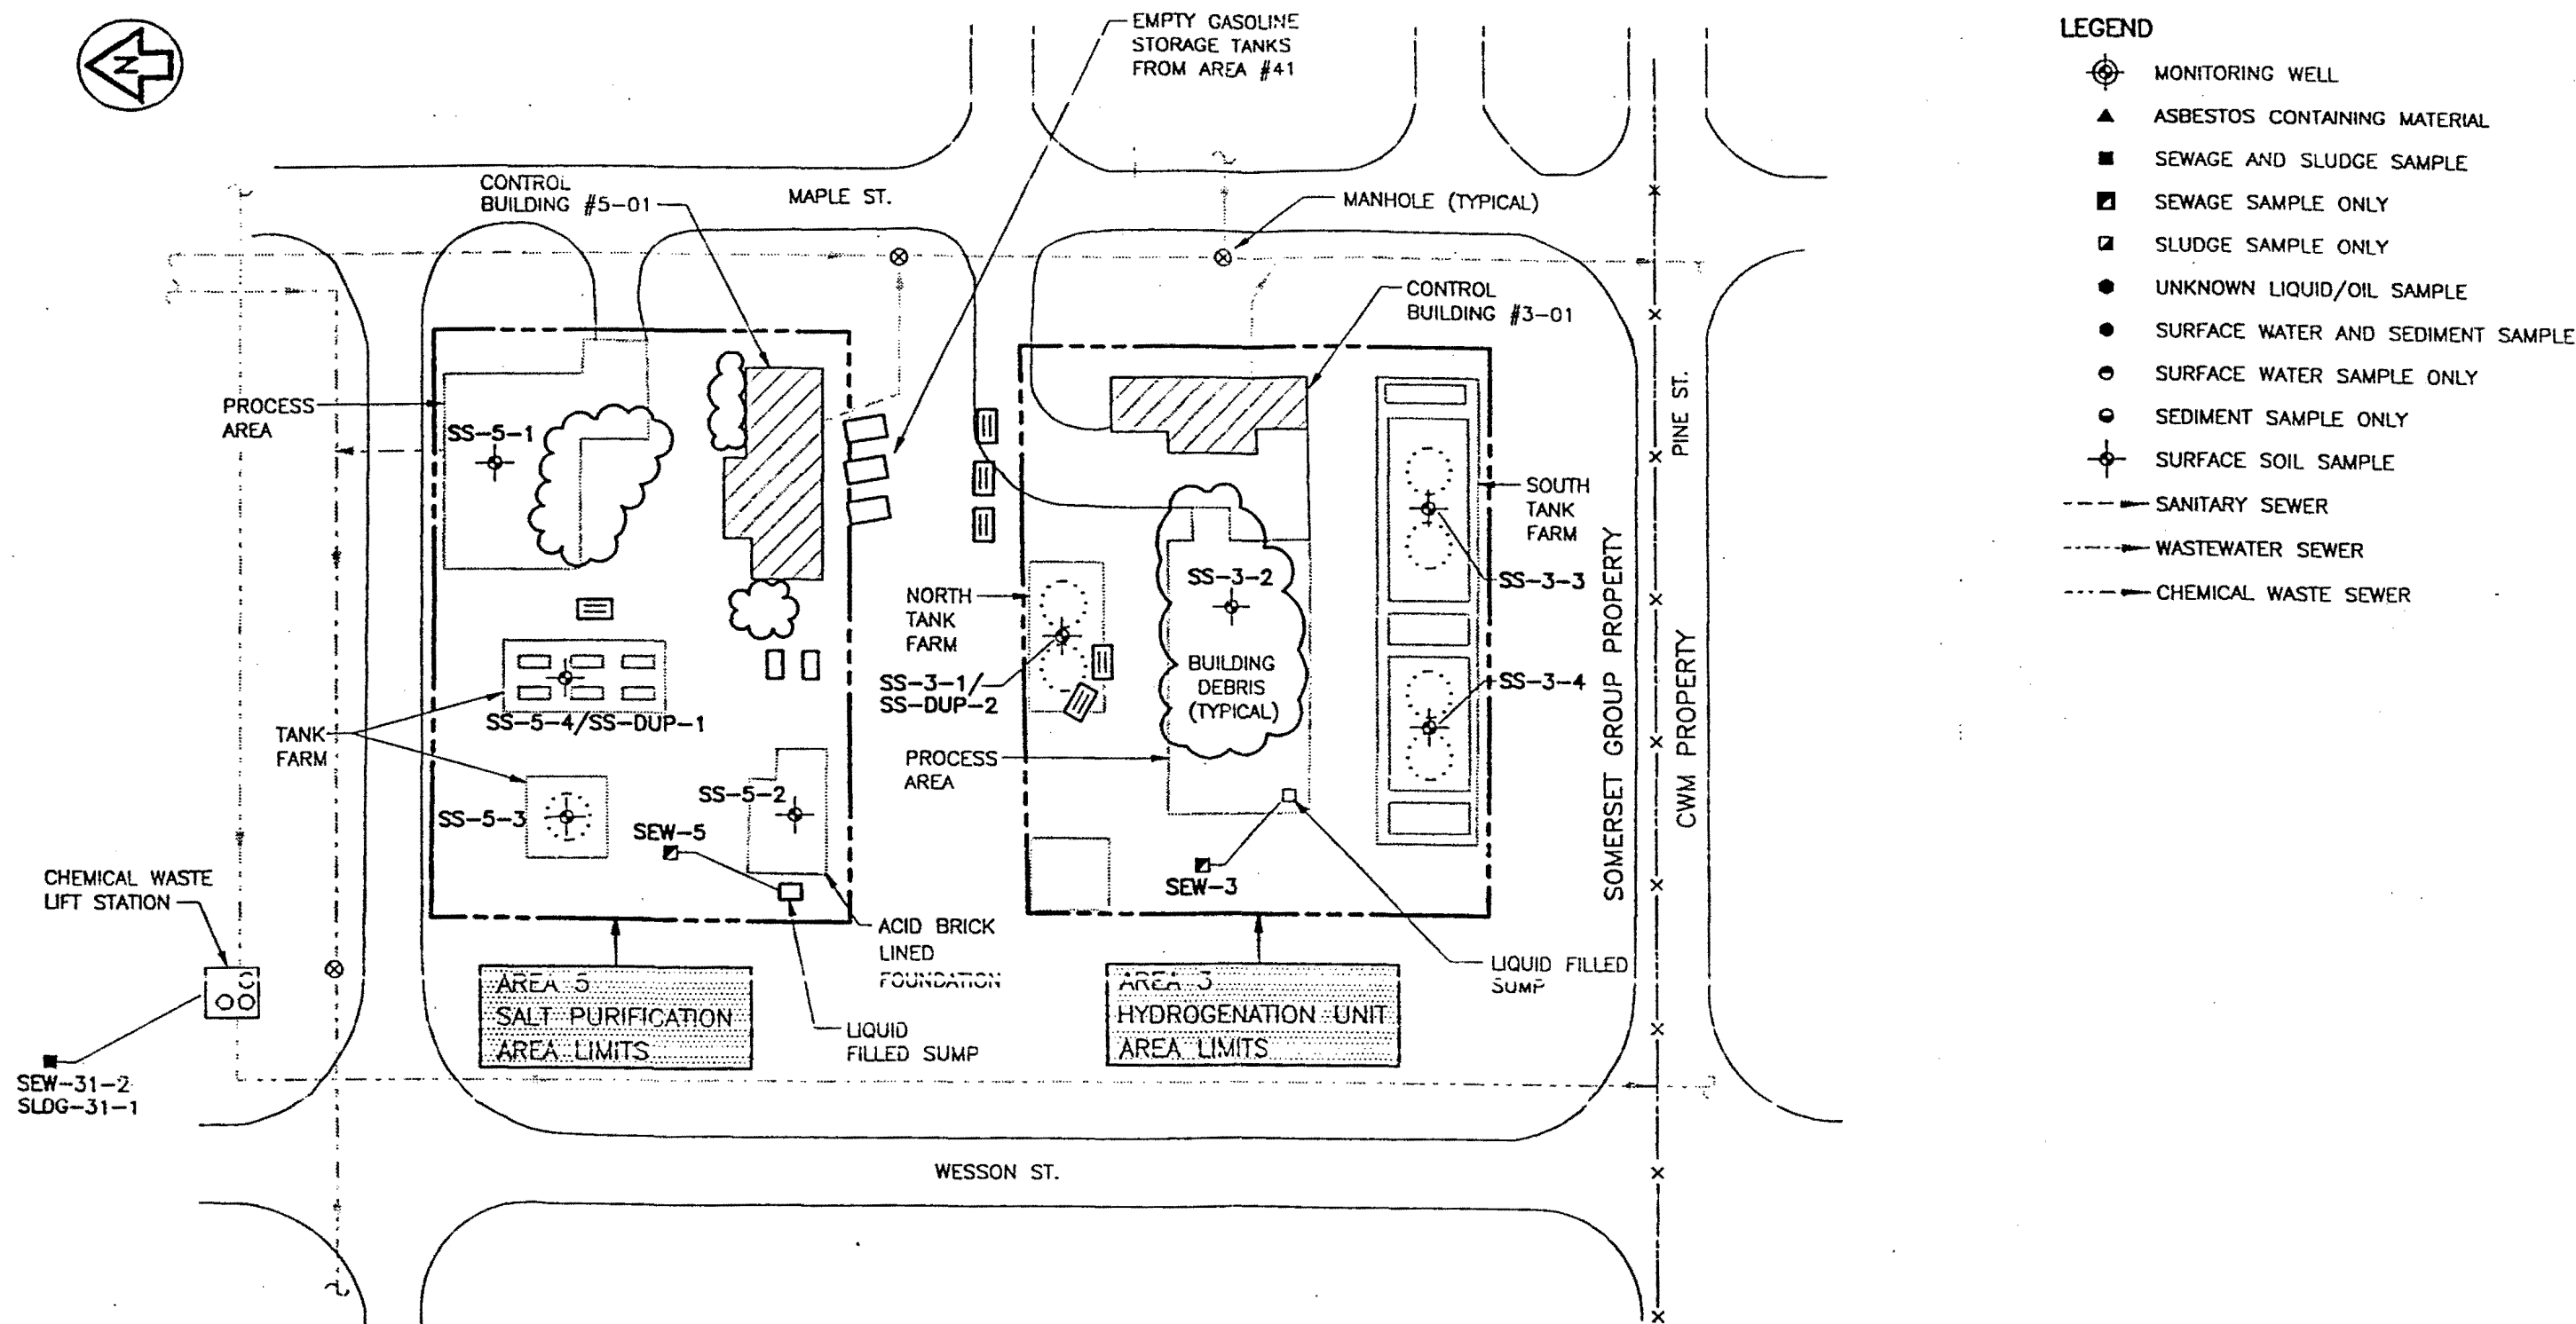 N
EMPTY GASOLINE
STORAGE TANKS
FROM AREA #41
CONTROL
BUILDING #5-01
MAPLE ST.
MANHOLE (TYPICAL)
CONTROL
BUILDING #3-01
PROCESS
AREA
SS-5-1
PINE ST.
SOUTH
TANK
FARM
SS-3-3
NORTH
TANK
FARM
SS-3-2
SS-3-1/
SS-DUP-2
BUILDING
DEBRIS
(TYPICAL)
SS-3-4
SS-5-4/SS-DUP-1
TANK
FARM
PROCESS
AREA
SS-5-3
SS-5-2
SEW-5
SEW-3
SOMERSET GROUP PROPERTY
CWM PROPERTY
CHEMICAL WASTE
LIFT STATION
ACID BRICK
LINED
FOUNDATION
LIQUID FILLED
SUMP
AREA 5
SALT PURIFICATION
AREA LIMITS
AREA 3
HYDROGENATION UNIT
AREA LIMITS
LIQUID
FILLED SUMP
SEW-31-2
SLDG-31-1
WESSON ST.
LEGEND
MONITORING WELL
ASBESTOS CONTAINING MATERIAL
SEWAGE AND SLUDGE SAMPLE
SEWAGE SAMPLE ONLY
SLUDGE SAMPLE ONLY
UNKNOWN LIQUID/OIL SAMPLE
SURFACE WATER AND SEDIMENT SAMPLE
SURFACE WATER SAMPLE ONLY
SEDIMENT SAMPLE ONLY
SURFACE SOIL SAMPLE
SANITARY SEWER
WASTEWATER SEWER
CHEMICAL WASTE SEWER